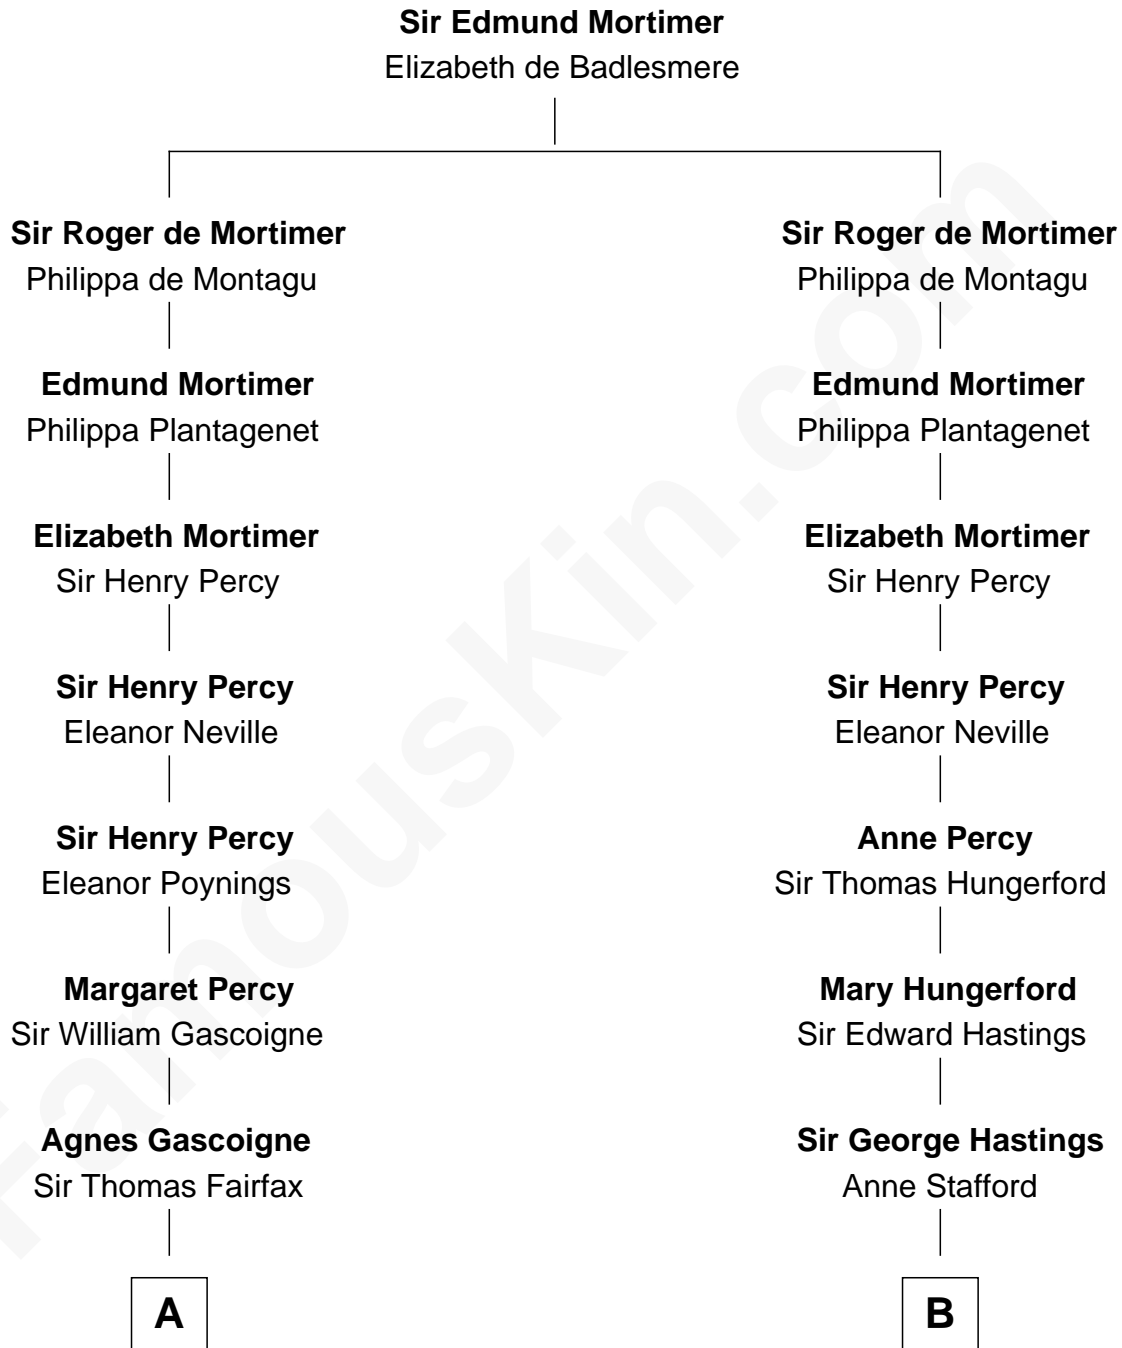 Sir Edmund Mortimer
Elizabeth de Badlesmere
Sir Roger de Mortimer
Philippa de Montagu
Sir Roger de Mortimer
Philippa de Montagu
Edmund Mortimer
Philippa Plantagenet
Edmund Mortimer
Philippa Plantagenet
Elizabeth Mortimer
Sir Henry Percy
Elizabeth Mortimer
Sir Henry Percy
Sir Henry Percy
Eleanor Neville
Sir Henry Percy
Eleanor Neville
Sir Henry Percy
Eleanor Poynings
Anne Percy
Sir Thomas Hungerford
Margaret Percy
Sir William Gascoigne
Mary Hungerford
Sir Edward Hastings
Agnes Gascoigne
Sir Thomas Fairfax
Sir George Hastings
Anne Stafford
A
B
FamousKin.com